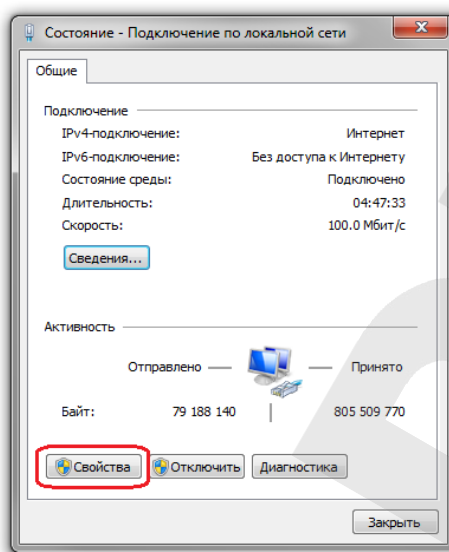 Состояние - Подключение по локальной сети
Общие
Подключение
IPv4-подключение: Интернет
IPv6-подключение: Без доступа к Интернету
Состояние среды: Подключено
Длительность: 04:47:33
Скорость: 100.0 Мбит/с
Сведения...
Активность
Отправлено — — Принято
Байт: 79 188 140 | 805 509 770
Свойства Отключить Диагностика
Закрыть